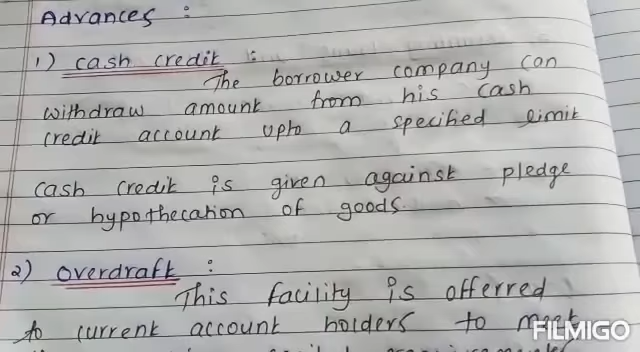 Advances :
1) cash credit :
The borrower company can
withdraw amount from his cash
credit account upto a specified limit
cash credit is given against pledge
or hypothecation of goods.
2) overdraft :
This facility is offerred
to current account holders to meet
FILMIGO